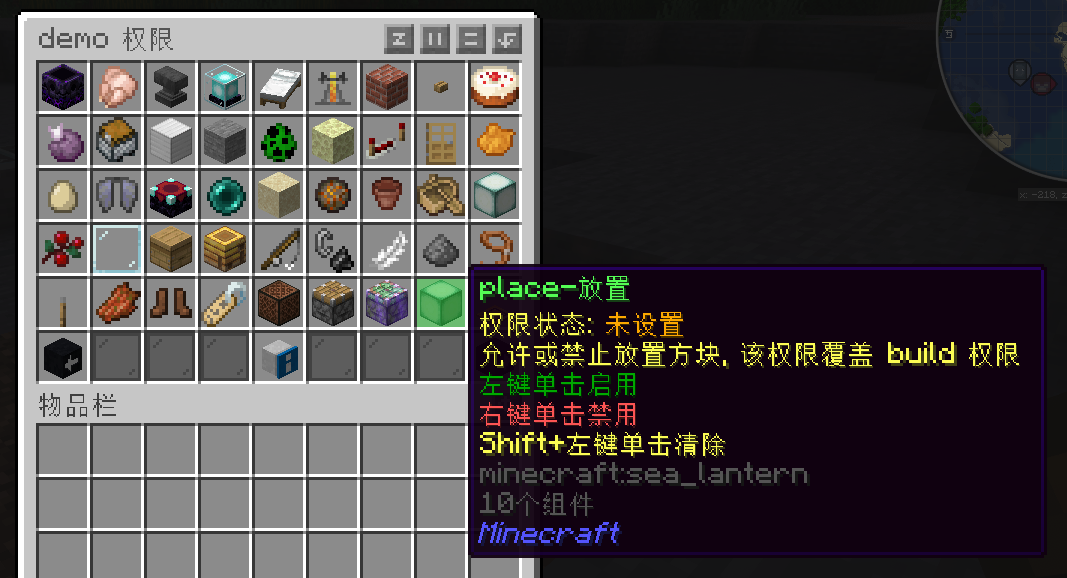 demo 权限
x: -218, z
place-放置
权限状态: 未设置
允许或禁止放置方块, 该权限覆盖 build 权限
左键单击启用
右键单击禁用
Shift+左键单击清除
minecraft:sea_lantern
10个组件
Minecraft
物品栏